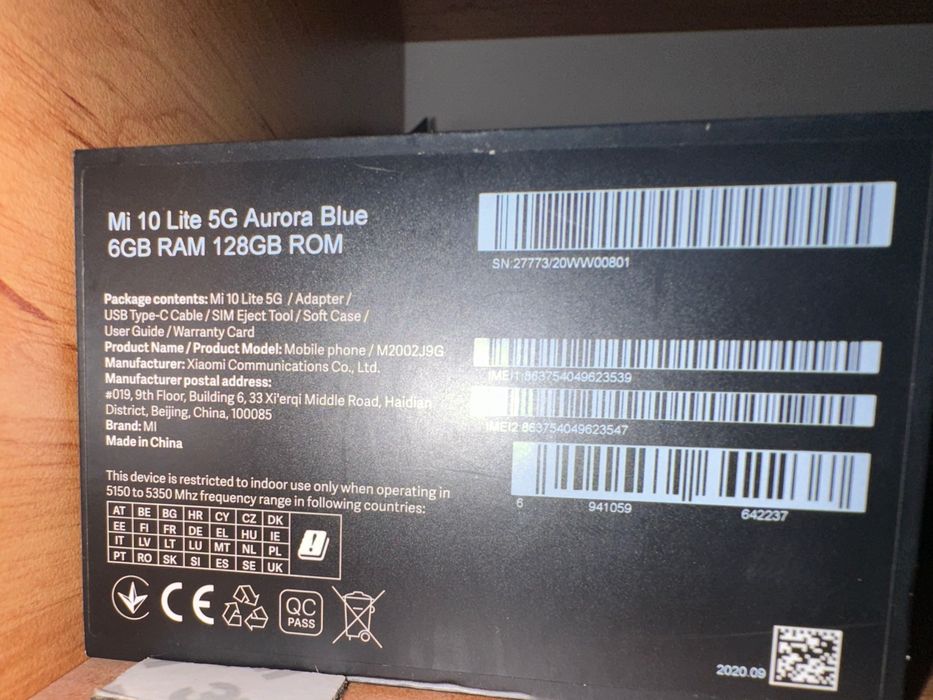 Mi 10 Lite 5G Aurora Blue
6GB RAM 128GB ROM
SN:27773/20WW00801
Package contents: Mi 10 Lite 5G / Adapter /
USB Type-C Cable / SIM Eject Tool / Soft Case /
User Guide / Warranty Card
Product Name / Product Model: Mobile phone / M2002J9G
Manufacturer: Xiaomi Communications Co., Ltd.
Manufacturer postal address:
#019, 9th Floor, Building 6, 33 Xi'erqi Middle Road, Haidian
District, Beijing, China, 100085
Brand: MI
Made in China
IMEI1:863754049623539
IMEI2:863754049623547
6 941059 642237
This device is restricted to indoor use only when operating in
5150 to 5350 Mhz frequency range in following countries:
AT BE BG HR CY CZ DK
EE FI FR DE EL HU IE
IT LV LT LU MT NL PL
PT RO SK SI ES SE UK
CE
QC
PASS
2020.09